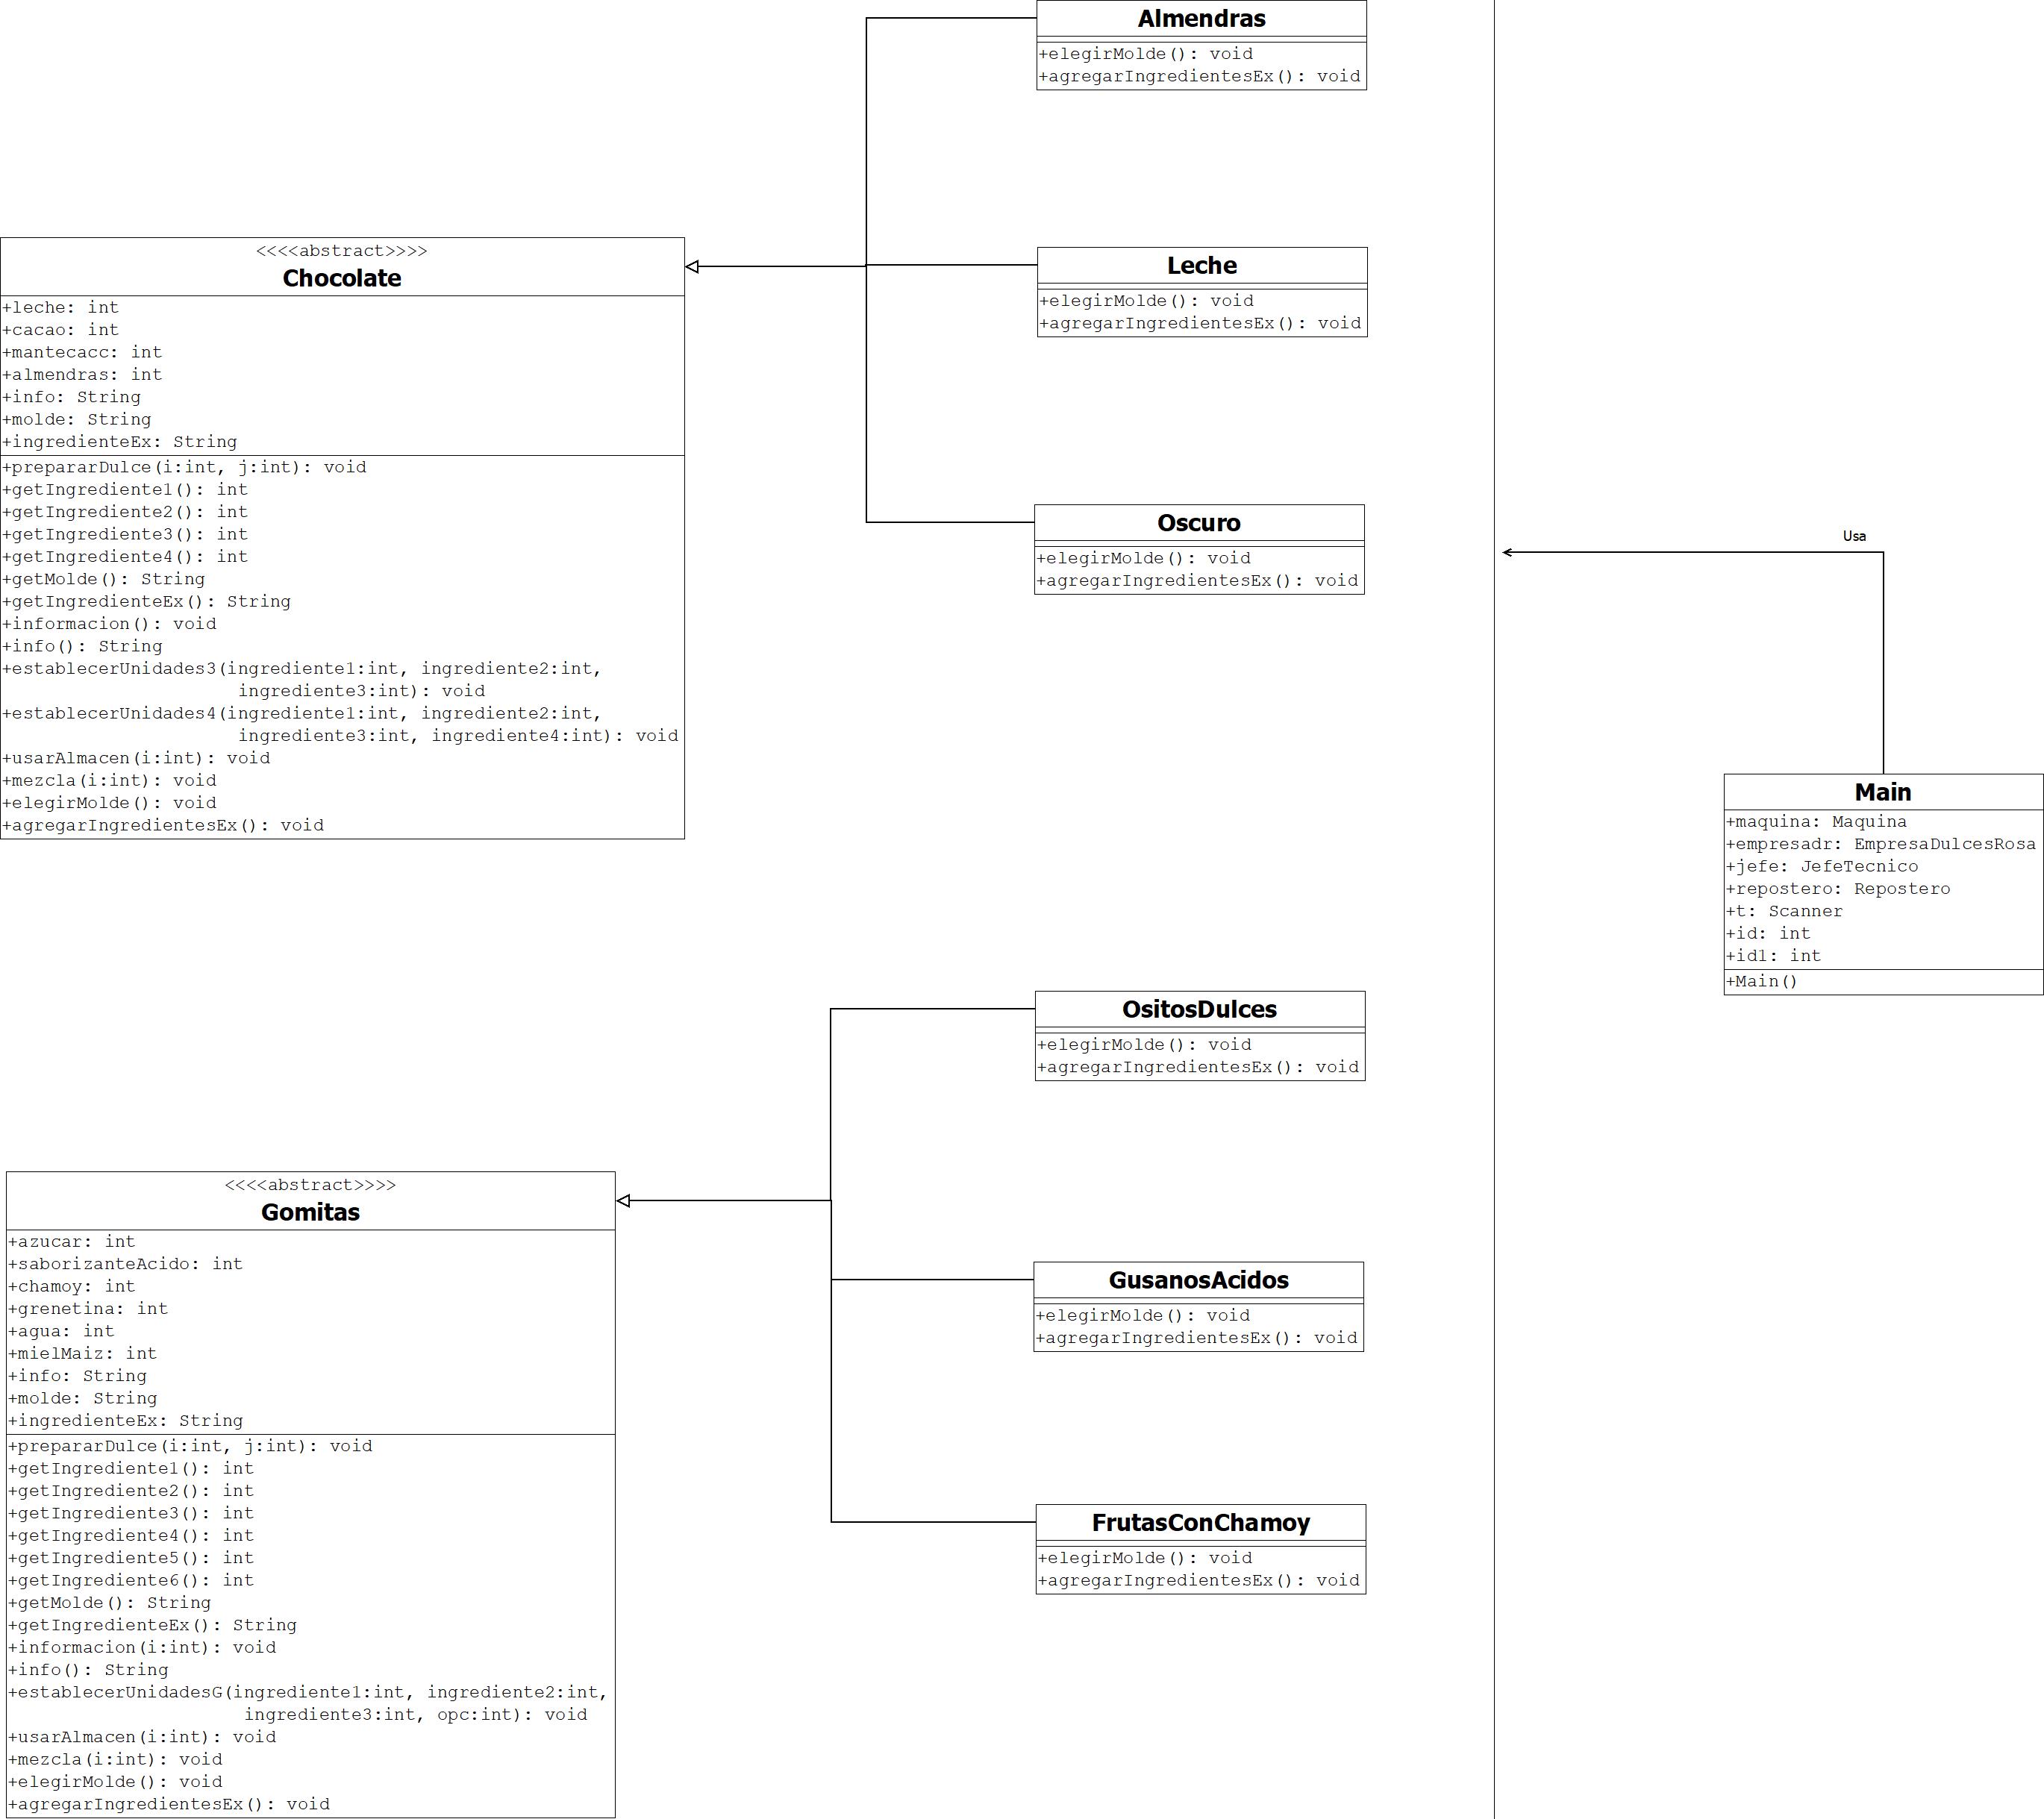 Almendras
+elegirMolde(): void
+agregarIngredientesEx(): void
<<<<abstract>>>>
Chocolate
+leche: int
+cacao: int
+mantecacc: int
+almendras: int
+info: String
+molde: String
+ingredienteEx: String
+prepararDulce(i:int, j:int): void
+getIngrediente1(): int
+getIngrediente2(): int
+getIngrediente3(): int
+getIngrediente4(): int
+getMolde(): String
+getIngredienteEx(): String
+informacion(): void
+info(): String
+establecerUnidades3(ingrediente1:int, ingrediente2:int,
ingrediente3:int): void
+establecerUnidades4(ingrediente1:int, ingrediente2:int,
ingrediente3:int, ingrediente4:int): void
+usarAlmacen(i:int): void
+mezcla(i:int): void
+elegirMolde(): void
+agregarIngredientesEx(): void
Leche
+elegirMolde(): void
+agregarIngredientesEx(): void
Oscuro
+elegirMolde(): void
+agregarIngredientesEx(): void
Usa
Main
+maquina: Maquina
+empresadr: EmpresaDulcesRosa
+jefe: JefeTecnico
+repostero: Repostero
+t: Scanner
+id: int
+id1: int
+Main()
OsitosDulces
+elegirMolde(): void
+agregarIngredientesEx(): void
<<<<abstract>>>>
Gomitas
+azucar: int
+saborizanteAcido: int
+chamoy: int
+grenetina: int
+agua: int
+mielMaiz: int
+info: String
+molde: String
+ingredienteEx: String
+prepararDulce(i:int, j:int): void
+getIngrediente1(): int
+getIngrediente2(): int
+getIngrediente3(): int
+getIngrediente4(): int
+getIngrediente5(): int
+getIngrediente6(): int
+getMolde(): String
+getIngredienteEx(): String
+informacion(i:int): void
+info(): String
+establecerUnidadesG(ingrediente1:int, ingrediente2:int,
ingrediente3:int, opc:int): void
+usarAlmacen(i:int): void
+mezcla(i:int): void
+elegirMolde(): void
+agregarIngredientesEx(): void
GusanosAcidos
+elegirMolde(): void
+agregarIngredientesEx(): void
FrutasConChamoy
+elegirMolde(): void
+agregarIngredientesEx(): void